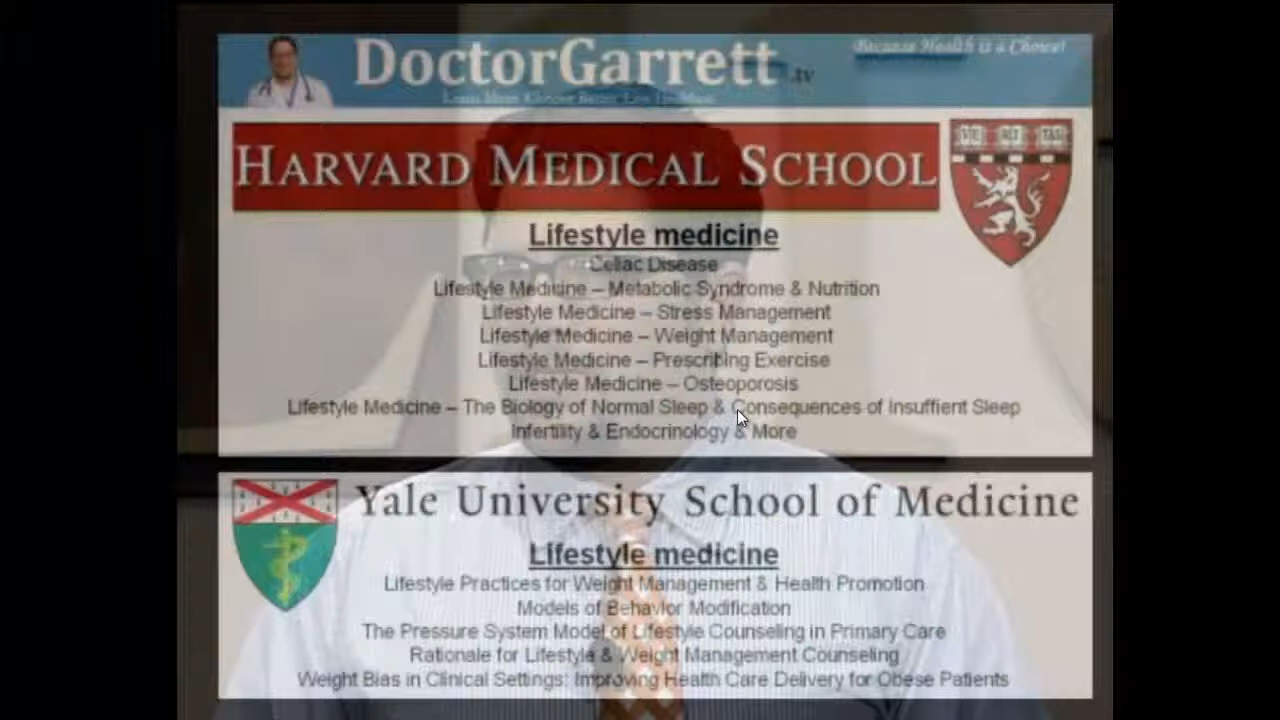 DoctorGarrett.tv
Because Health is a Choice!
HARVARD MEDICAL SCHOOL
VE RI TAS
Lifestyle medicine
Celiac Disease
Lifestyle Medicine – Metabolic Syndrome & Nutrition
Lifestyle Medicine – Stress Management
Lifestyle Medicine – Weight Management
Lifestyle Medicine – Prescribing Exercise
Lifestyle Medicine – Osteoporosis
Lifestyle Medicine – The Biology of Normal Sleep & Consequences of Insuffient Sleep
Infertility & Endocrinology & More
Yale University School of Medicine
Lifestyle medicine
Lifestyle Practices for Weight Management & Health Promotion
Models of Behavior Modification
The Pressure System Model of Lifestyle Counseling in Primary Care
Rationale for Lifestyle & Weight Management Counseling
Weight Bias in Clinical Settings: Improving Health Care Delivery for Obese Patients